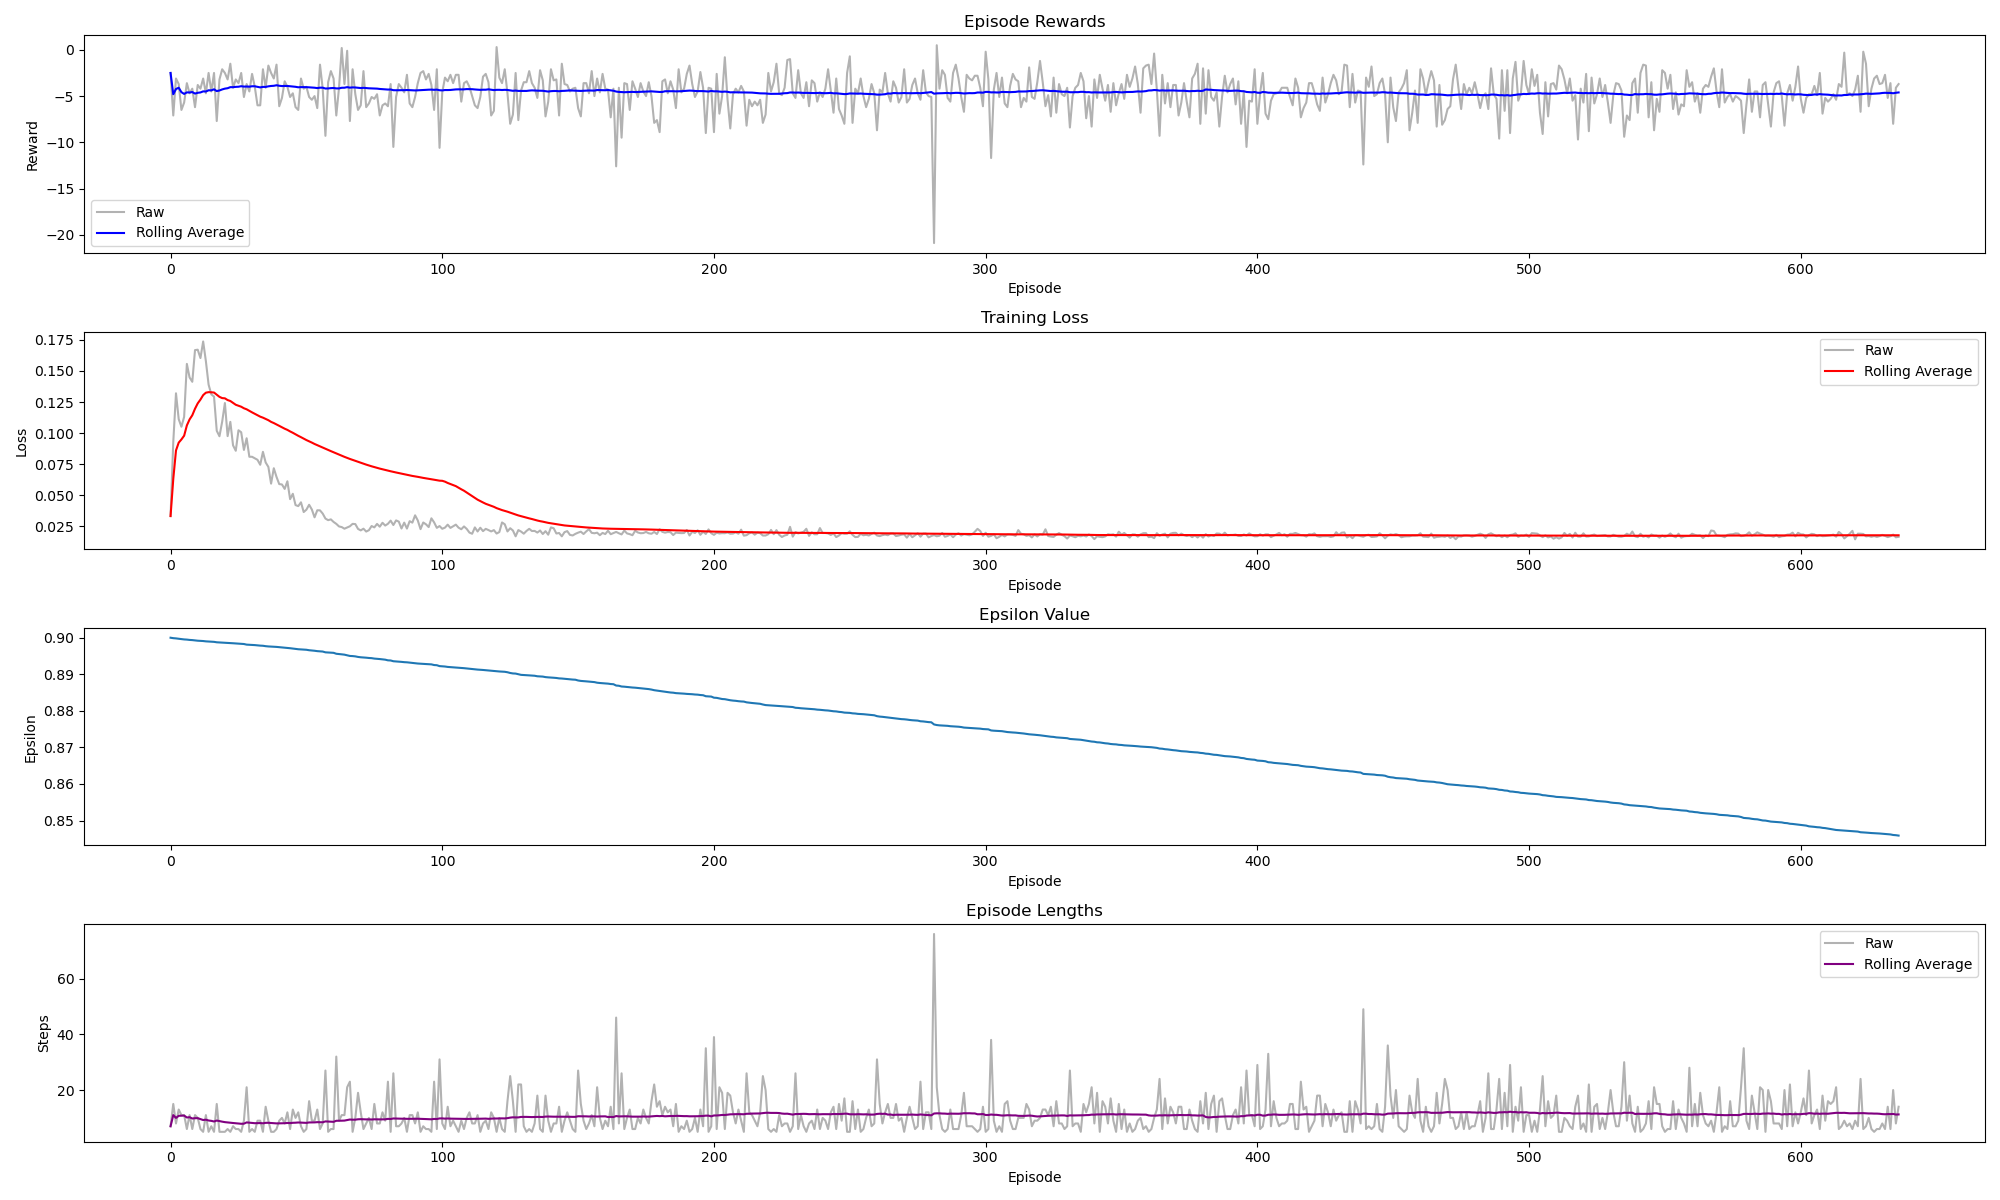 Episode Rewards
0
−5
−10
−15
−20
Reward
Raw
Rolling Average
0 100 200 300 400 500 600
Episode
Training Loss
0.175
0.150
0.125
0.100
0.075
0.050
0.025
Loss
Raw
Rolling Average
0 100 200 300 400 500 600
Episode
Epsilon Value
0.90
0.89
0.88
0.87
0.86
0.85
Epsilon
0 100 200 300 400 500 600
Episode
Episode Lengths
60
40
20
Steps
Raw
Rolling Average
0 100 200 300 400 500 600
Episode